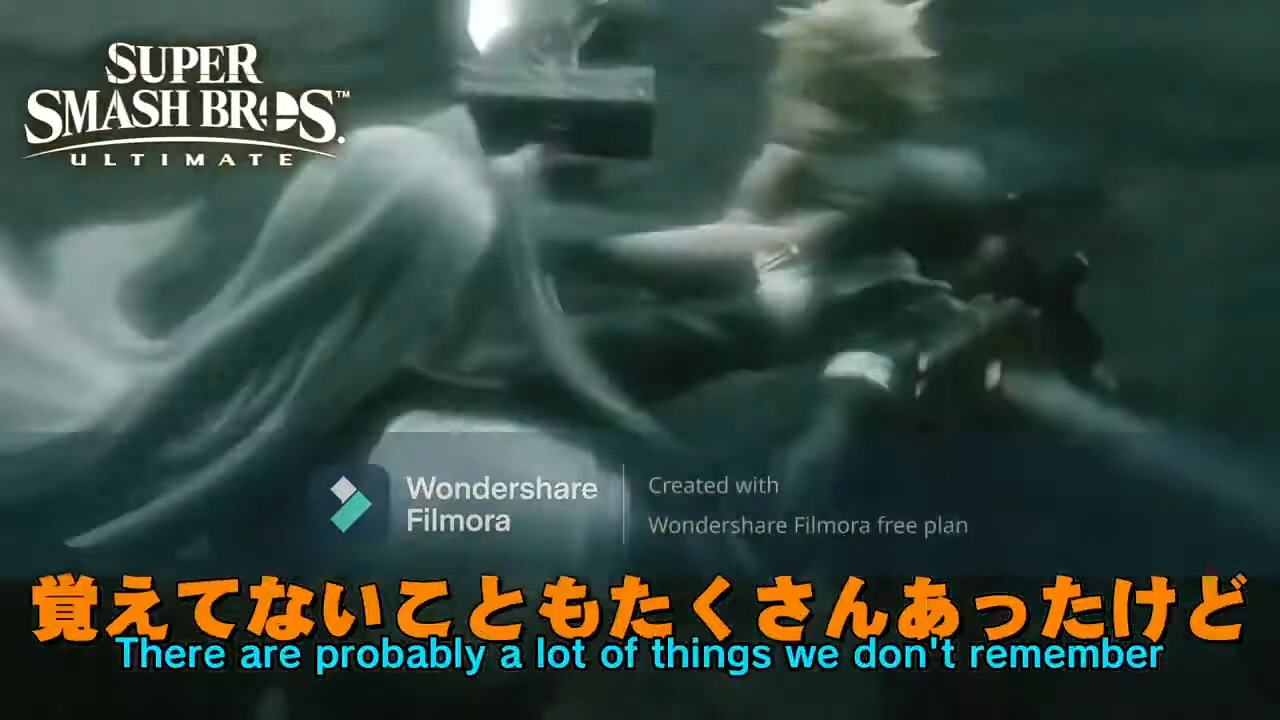 SUPER
SMASH BROS.™
ULTIMATE
Wondershare
Filmora
Created with
Wondershare Filmora free plan
覚えてないこともたくさんあったけど
There are probably a lot of things we don't remember